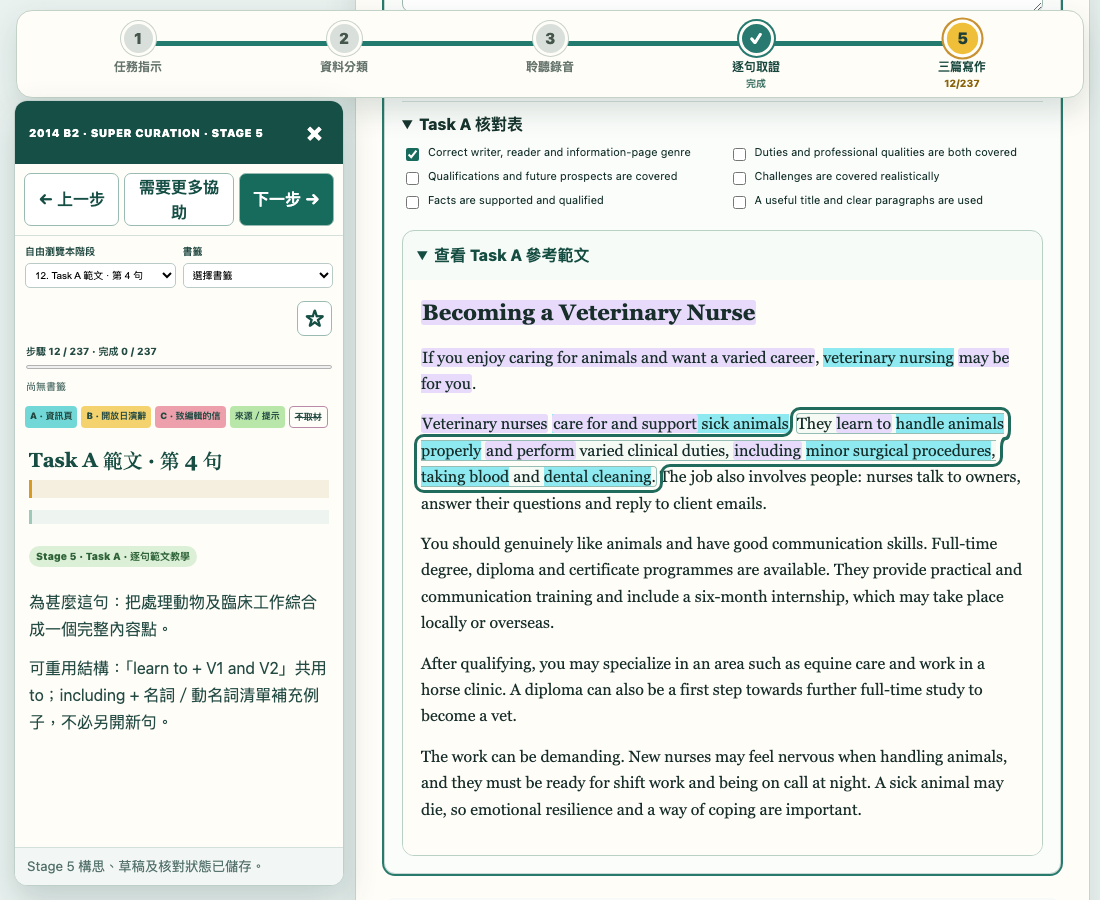 1
2
3
5
任務指示
資料分類
聆聽錄音
逐句取證
三篇寫作
完成
12/237
2014 B2 · SUPER CURATION · STAGE 5
← 上一步
需要更多協助
下一步 →
自由瀏覽本階段
書籤
12. Task A 範文 · 第 4 句
選擇書籤
步驟 12 / 237 · 完成 0 / 237
尚無書籤
A · 資訊頁
B · 開放日演辭
C · 致編輯的信
來源 / 提示
不取材
Task A 範文 · 第 4 句
Stage 5 · Task A · 逐句範文教學
為甚麼這句：把處理動物及臨床工作綜合
成一個完整內容點。
可重用結構：「learn to + V1 and V2」共用
to；including + 名詞 / 動名詞清單補充例
子，不必另開新句。
Stage 5 構思、草稿及核對狀態已儲存。
▼ Task A 核對表
Correct writer, reader and information-page genre
Duties and professional qualities are both covered
Qualifications and future prospects are covered
Challenges are covered realistically
Facts are supported and qualified
A useful title and clear paragraphs are used
▼ 查看 Task A 參考範文
Becoming a Veterinary Nurse
If you enjoy caring for animals and want a varied career, veterinary nursing may be
for you.
Veterinary nurses care for and support sick animals. They learn to handle animals
properly and perform varied clinical duties, including minor surgical procedures,
taking blood and dental cleaning. The job also involves people: nurses talk to owners,
answer their questions and reply to client emails.
You should genuinely like animals and have good communication skills. Full-time
degree, diploma and certificate programmes are available. They provide practical and
communication training and include a six-month internship, which may take place
locally or overseas.
After qualifying, you may specialize in an area such as equine care and work in a
horse clinic. A diploma can also be a first step towards further full-time study to
become a vet.
The work can be demanding. New nurses may feel nervous when handling animals,
and they must be ready for shift work and being on call at night. A sick animal may
die, so emotional resilience and a way of coping are important.